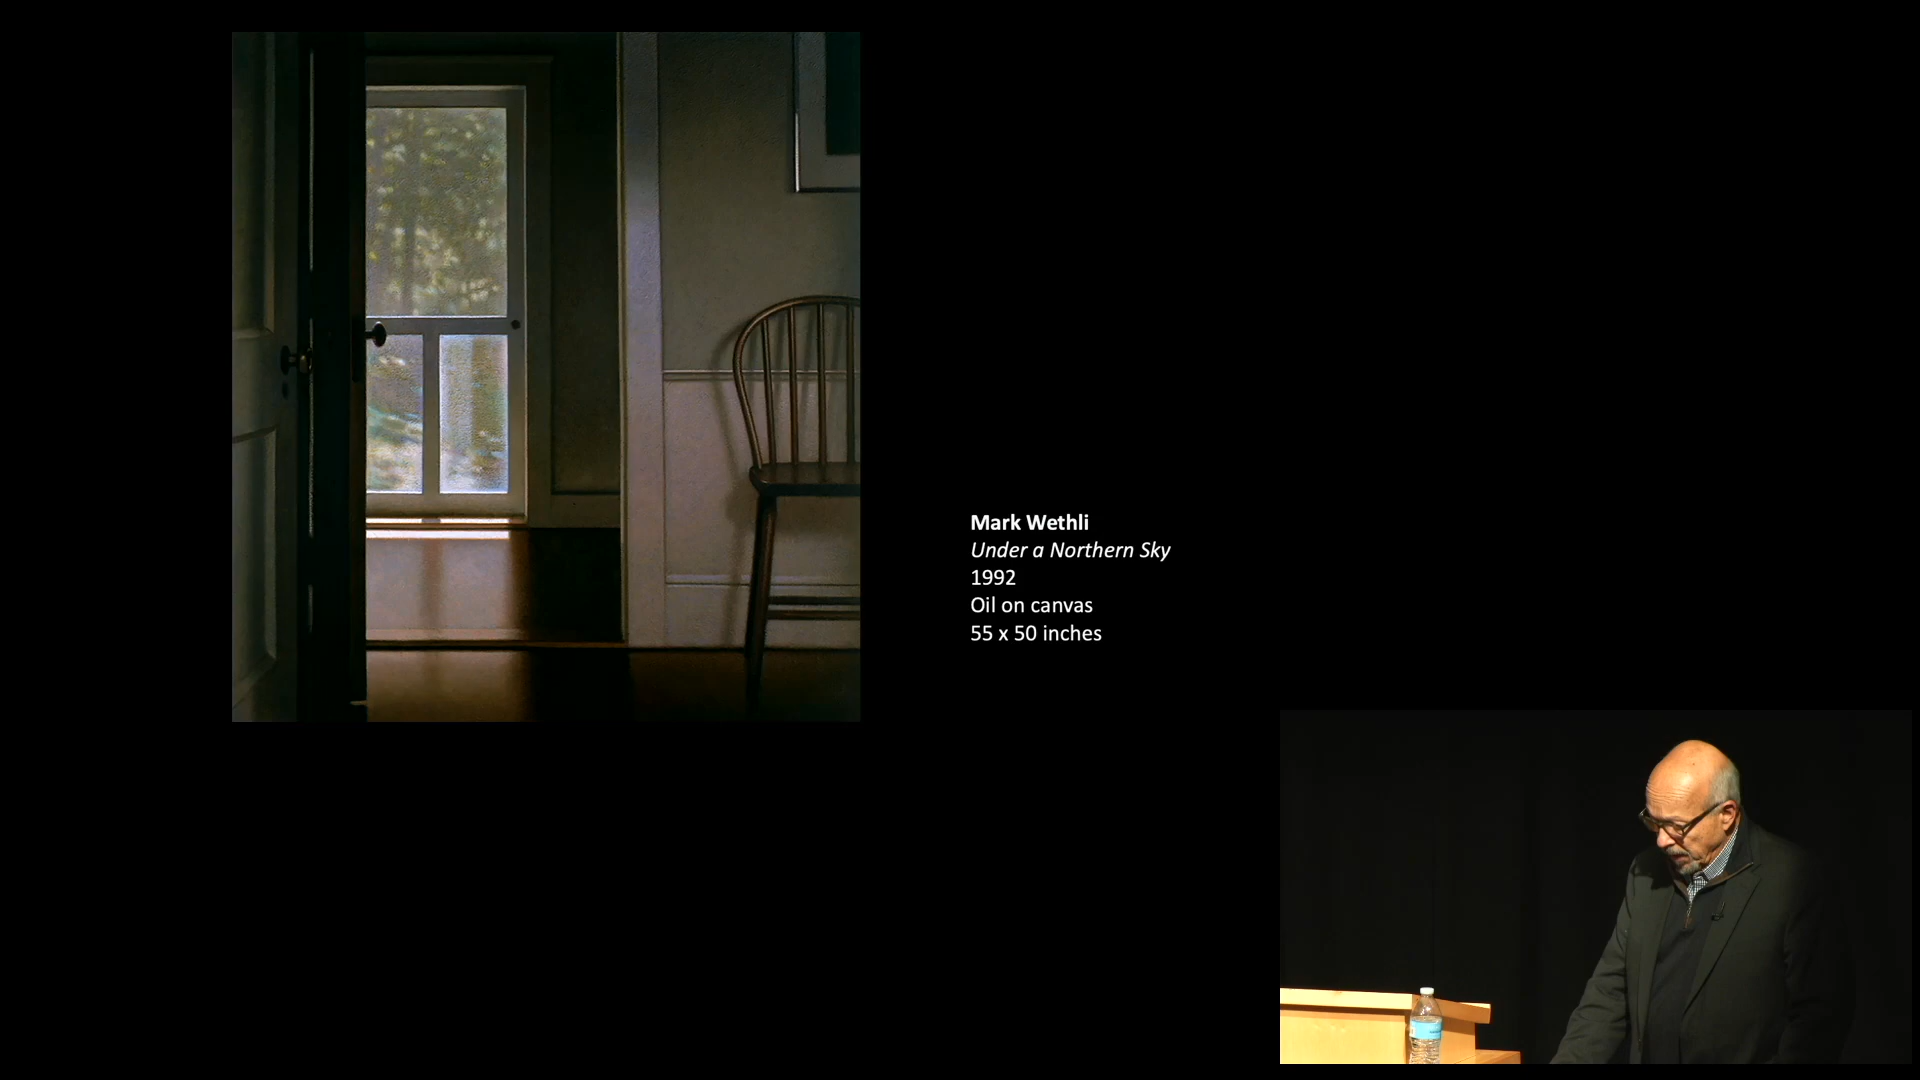 Mark Wethli
Under a Northern Sky
1992
Oil on canvas
55 x 50 inches